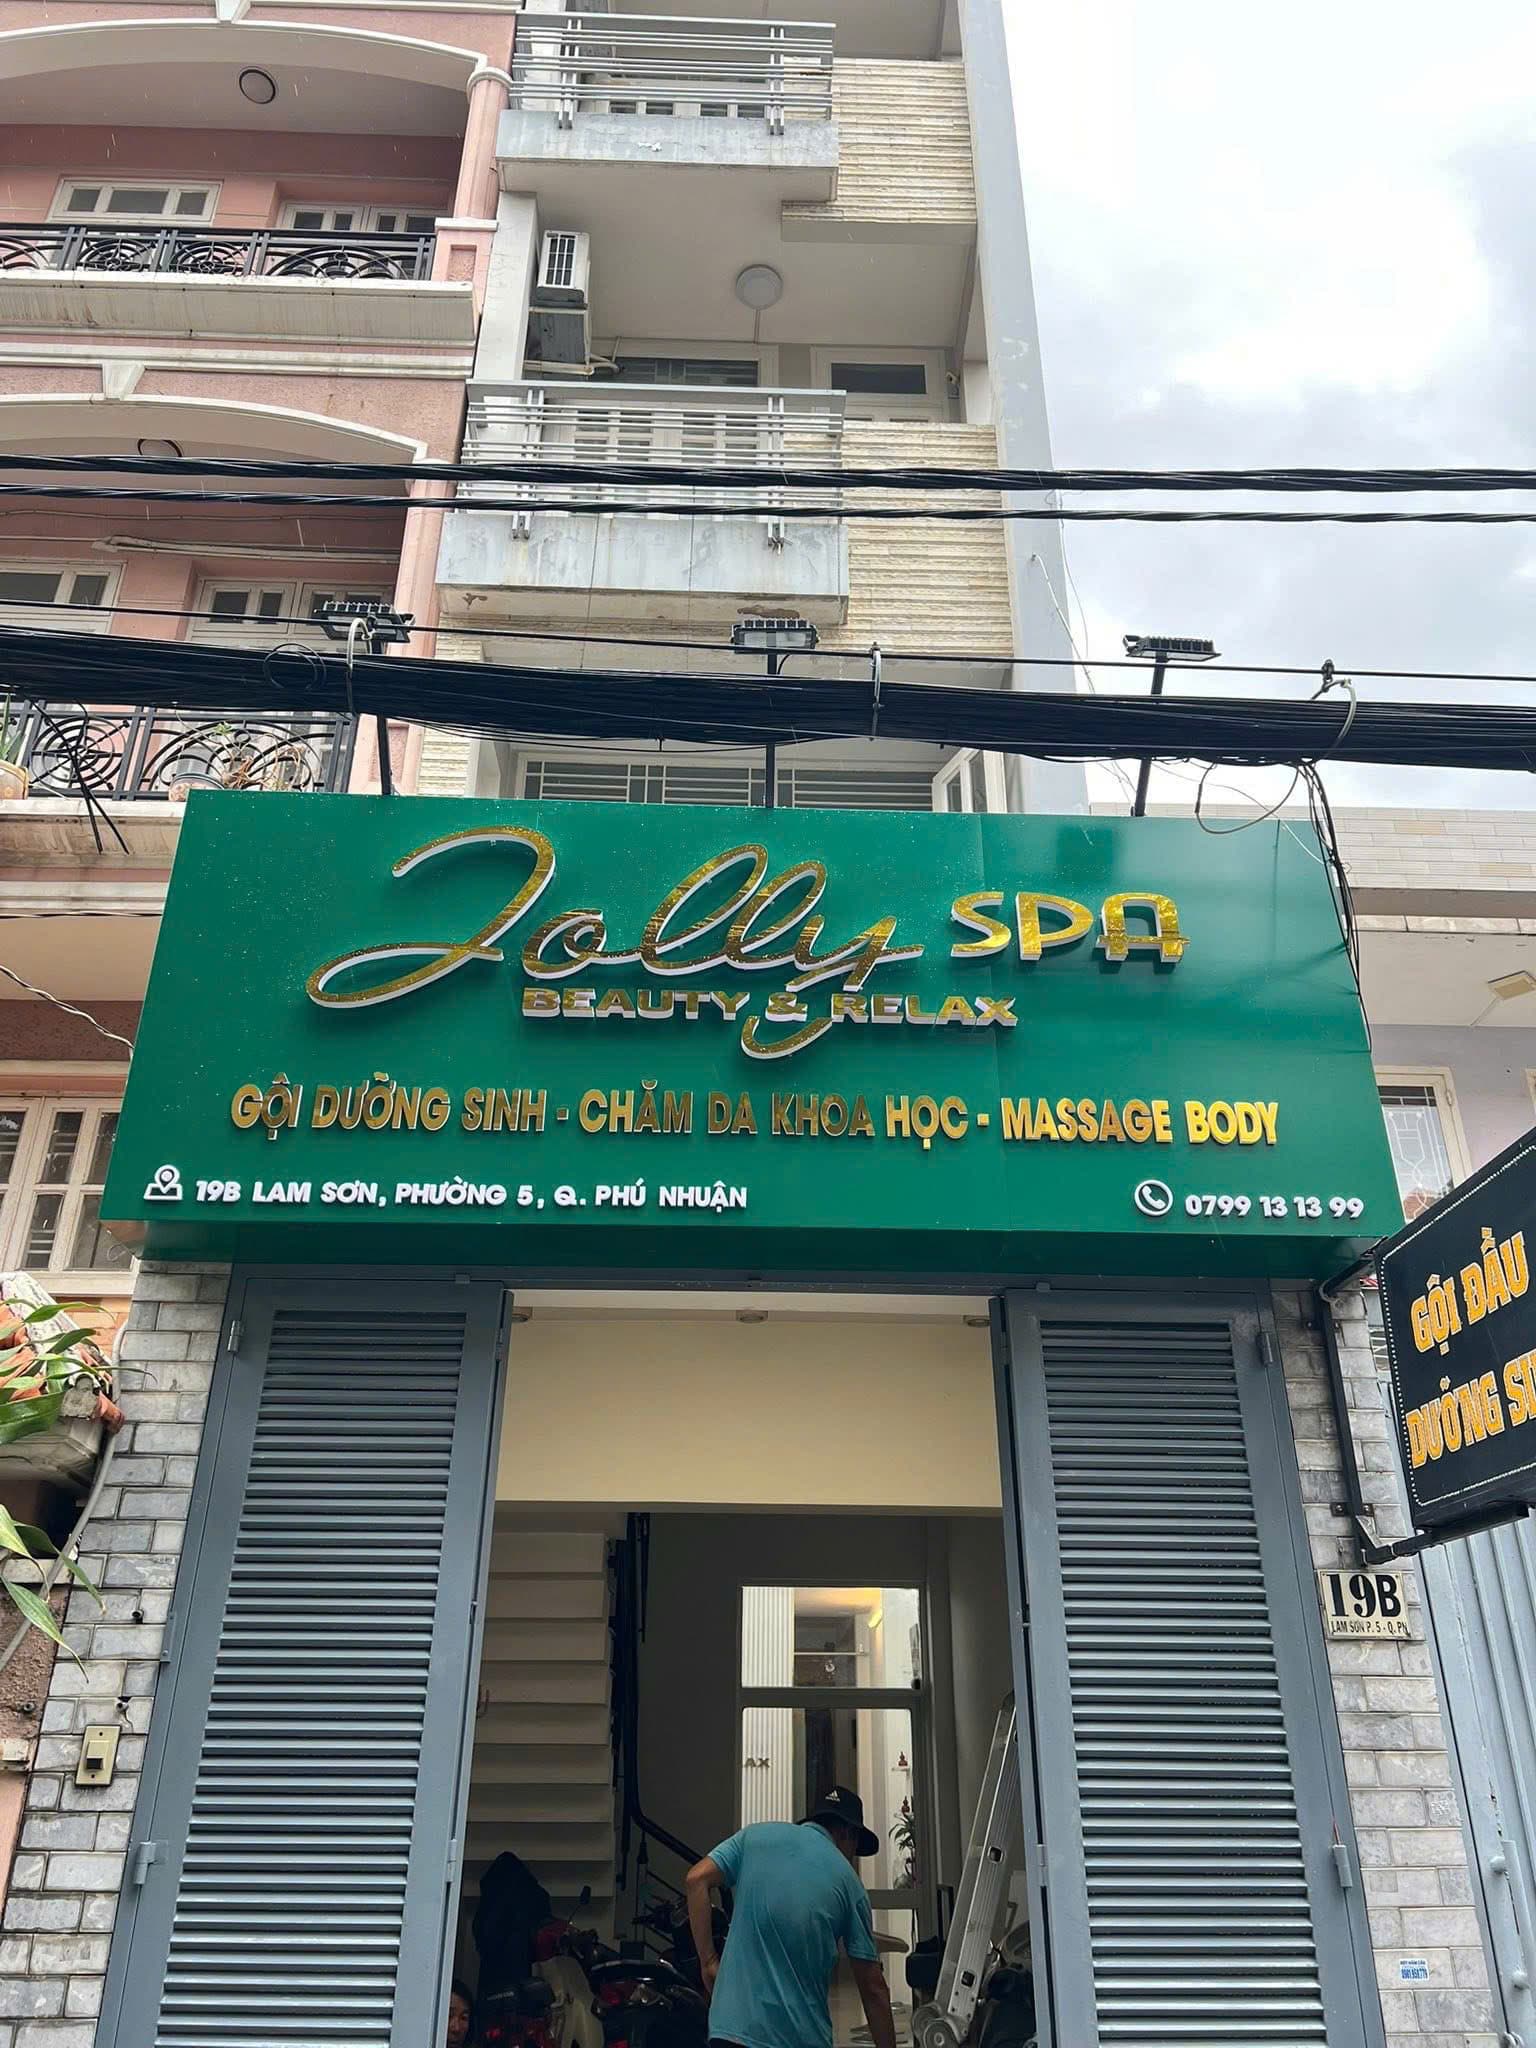 Jolly SPA
BEAUTY & RELAX
GỘI DƯỠNG SINH - CHĂM DA KHOA HỌC - MASSAGE BODY
19B LAM SƠN, PHƯỜNG 5, Q. PHÚ NHUẬN
0799 13 13 99
GỘI ĐẦU
DƯỠNG SI
19B
LAM SƠN P. 5 - Q. PN
AX